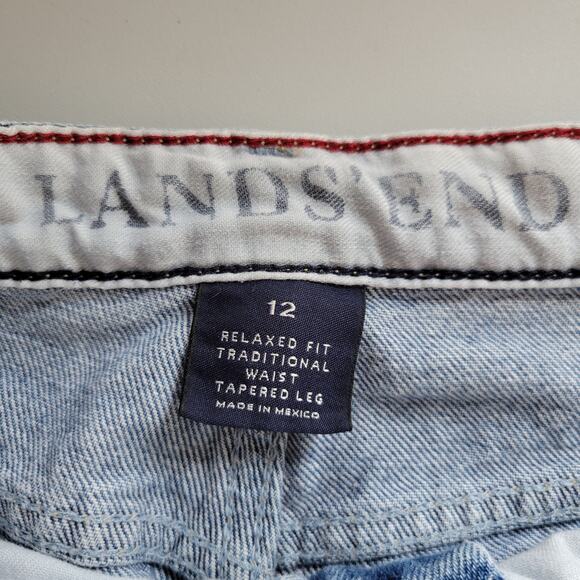 LANDS' END
12
RELAXED FIT
TRADITIONAL
WAIST
TAPERED LEG
MADE IN MEXICO